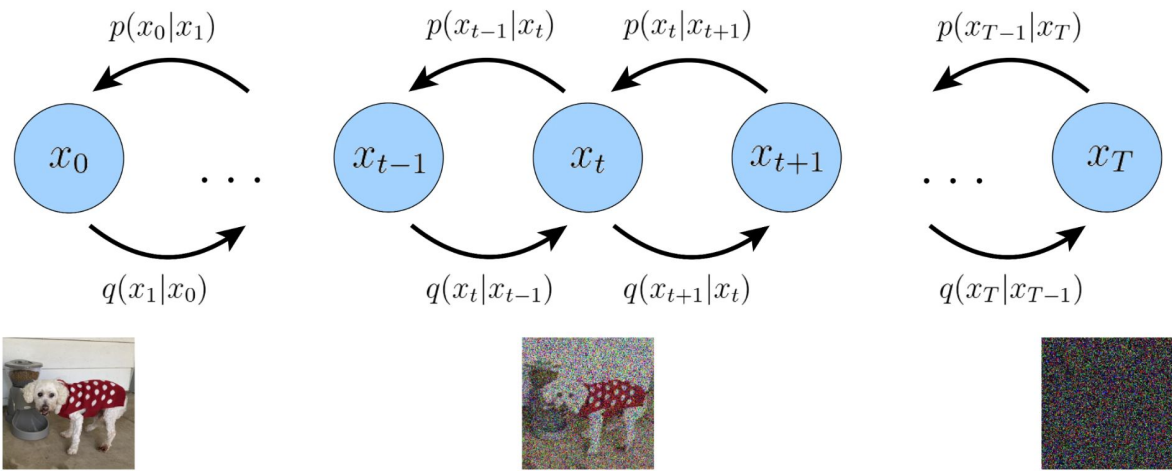 p(x_0|x_1) p(x_{t-1}|x_t) p(x_t|x_{t+1}) p(x_{T-1}|x_T)
x_0 . . . x_{t-1} x_t x_{t+1} . . . x_T
q(x_1|x_0) q(x_t|x_{t-1}) q(x_{t+1}|x_t) q(x_T|x_{T-1})